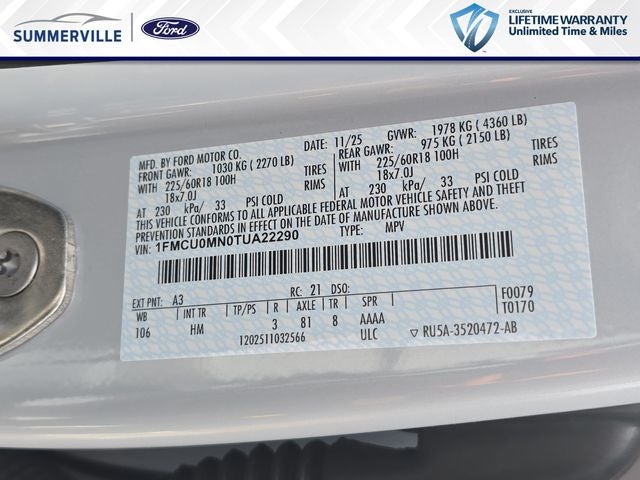 SUMMERVILLE
Ford
EXCLUSIVE
LIFETIME WARRANTY
Unlimited Time & Miles
MFD. BY FORD MOTOR CO. 11/25 GVWR: 1978 KG ( 4360 LB)
FRONT GAWR: 1030 KG ( 2270 LB) REAR GAWR: 975 KG ( 2150 LB)
WITH 225/60R18 100H TIRES WITH 225/60R18 100H TIRES
18x7.0J RIMS 18x7.0J RIMS
AT 230 kPa/ 33 PSI COLD AT 230 kPa/ 33 PSI COLD
THIS VEHICLE CONFORMS TO ALL APPLICABLE FEDERAL MOTOR VEHICLE SAFETY AND THEFT
PREVENTION STANDARDS IN EFFECT ON THE DATE OF MANUFACTURE SHOWN ABOVE.
VIN: 1FMCU0MN0TUA22290 TYPE: MPV
EXT PNT: A3 RC: 21 DSO: F0079
WB INT TR TP/PS R AXLE TR SPR T0170
106 HM 3 81 8 AAAA
1202511032566 ULC ▽ RU5A-3520472-AB